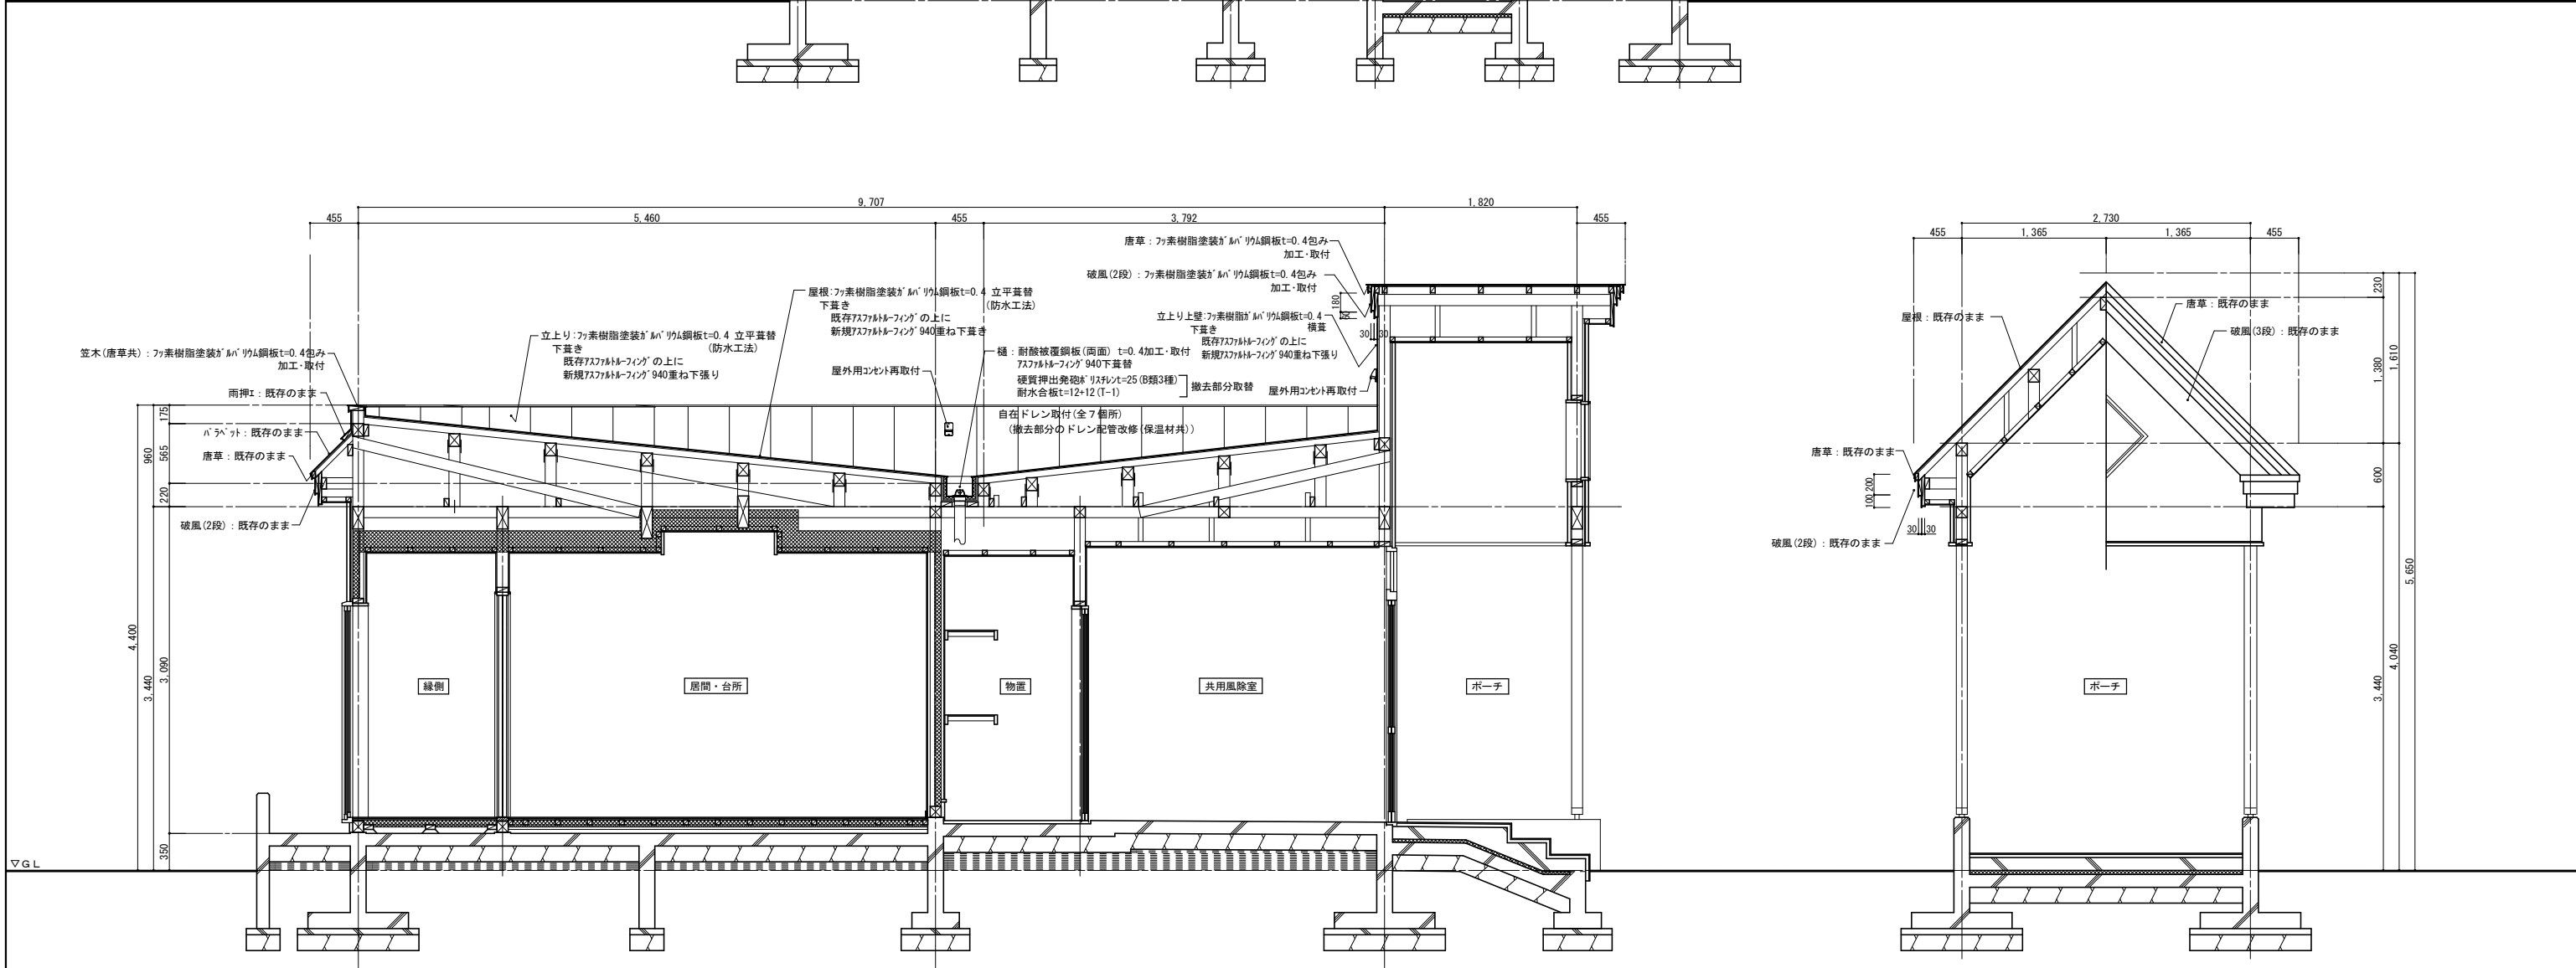 9,707
1,820
455
5,460
455
3,792
455
唐草：フッ素樹脂塗装ガルバリウム鋼板t=0.4包み
加工・取付
破風(2段)：フッ素樹脂塗装ガルバリウム鋼板t=0.4包み
加工・取付
180
30
30
立上り上壁：フッ素樹脂ガルバリウム鋼板t=0.4
下葺き
横葺
既存アスファルトルーフィングの上に
新規アスファルトルーフィング940重ね下張り
屋外用コンセント再取付
屋根：フッ素樹脂塗装ガルバリウム鋼板t=0.4 立平葺替
下葺き
(防水工法)
既存アスファルトルーフィングの上に
新規アスファルトルーフィング940重ね下葺き
立上り：フッ素樹脂塗装ガルバリウム鋼板t=0.4 立平葺替
下葺き
(防水工法)
既存アスファルトルーフィングの上に
新規アスファルトルーフィング940重ね下張り
樋：耐酸被覆鋼板(両面) t=0.4加工・取付
アスファルトルーフィング940下葺替
硬質押出発砲ポリスチレンt=25(B類3種)
耐水合板t=12+12(T-1)
撤去部分取替
屋外用コンセント再取付
自在ドレン取付(全7個所)
(撤去部分のドレン配管改修(保温材共))
笠木(唐草共)：フッ素樹脂塗装ガルバリウム鋼板t=0.4包み
加工・取付
雨押エ：既存のまま
パラペット：既存のまま
唐草：既存のまま
破風(2段)：既存のまま
175
565
960
220
4,400
3,440
3,090
350
▽GL
縁側
居間・台所
物置
共用風除室
ポーチ
2,730
455
1,365
1,365
455
屋根：既存のまま
唐草：既存のまま
破風(3段)：既存のまま
唐草：既存のまま
200
100
30
30
破風(2段)：既存のまま
230
1,380
1,610
600
3,440
4,040
5,650
ポーチ